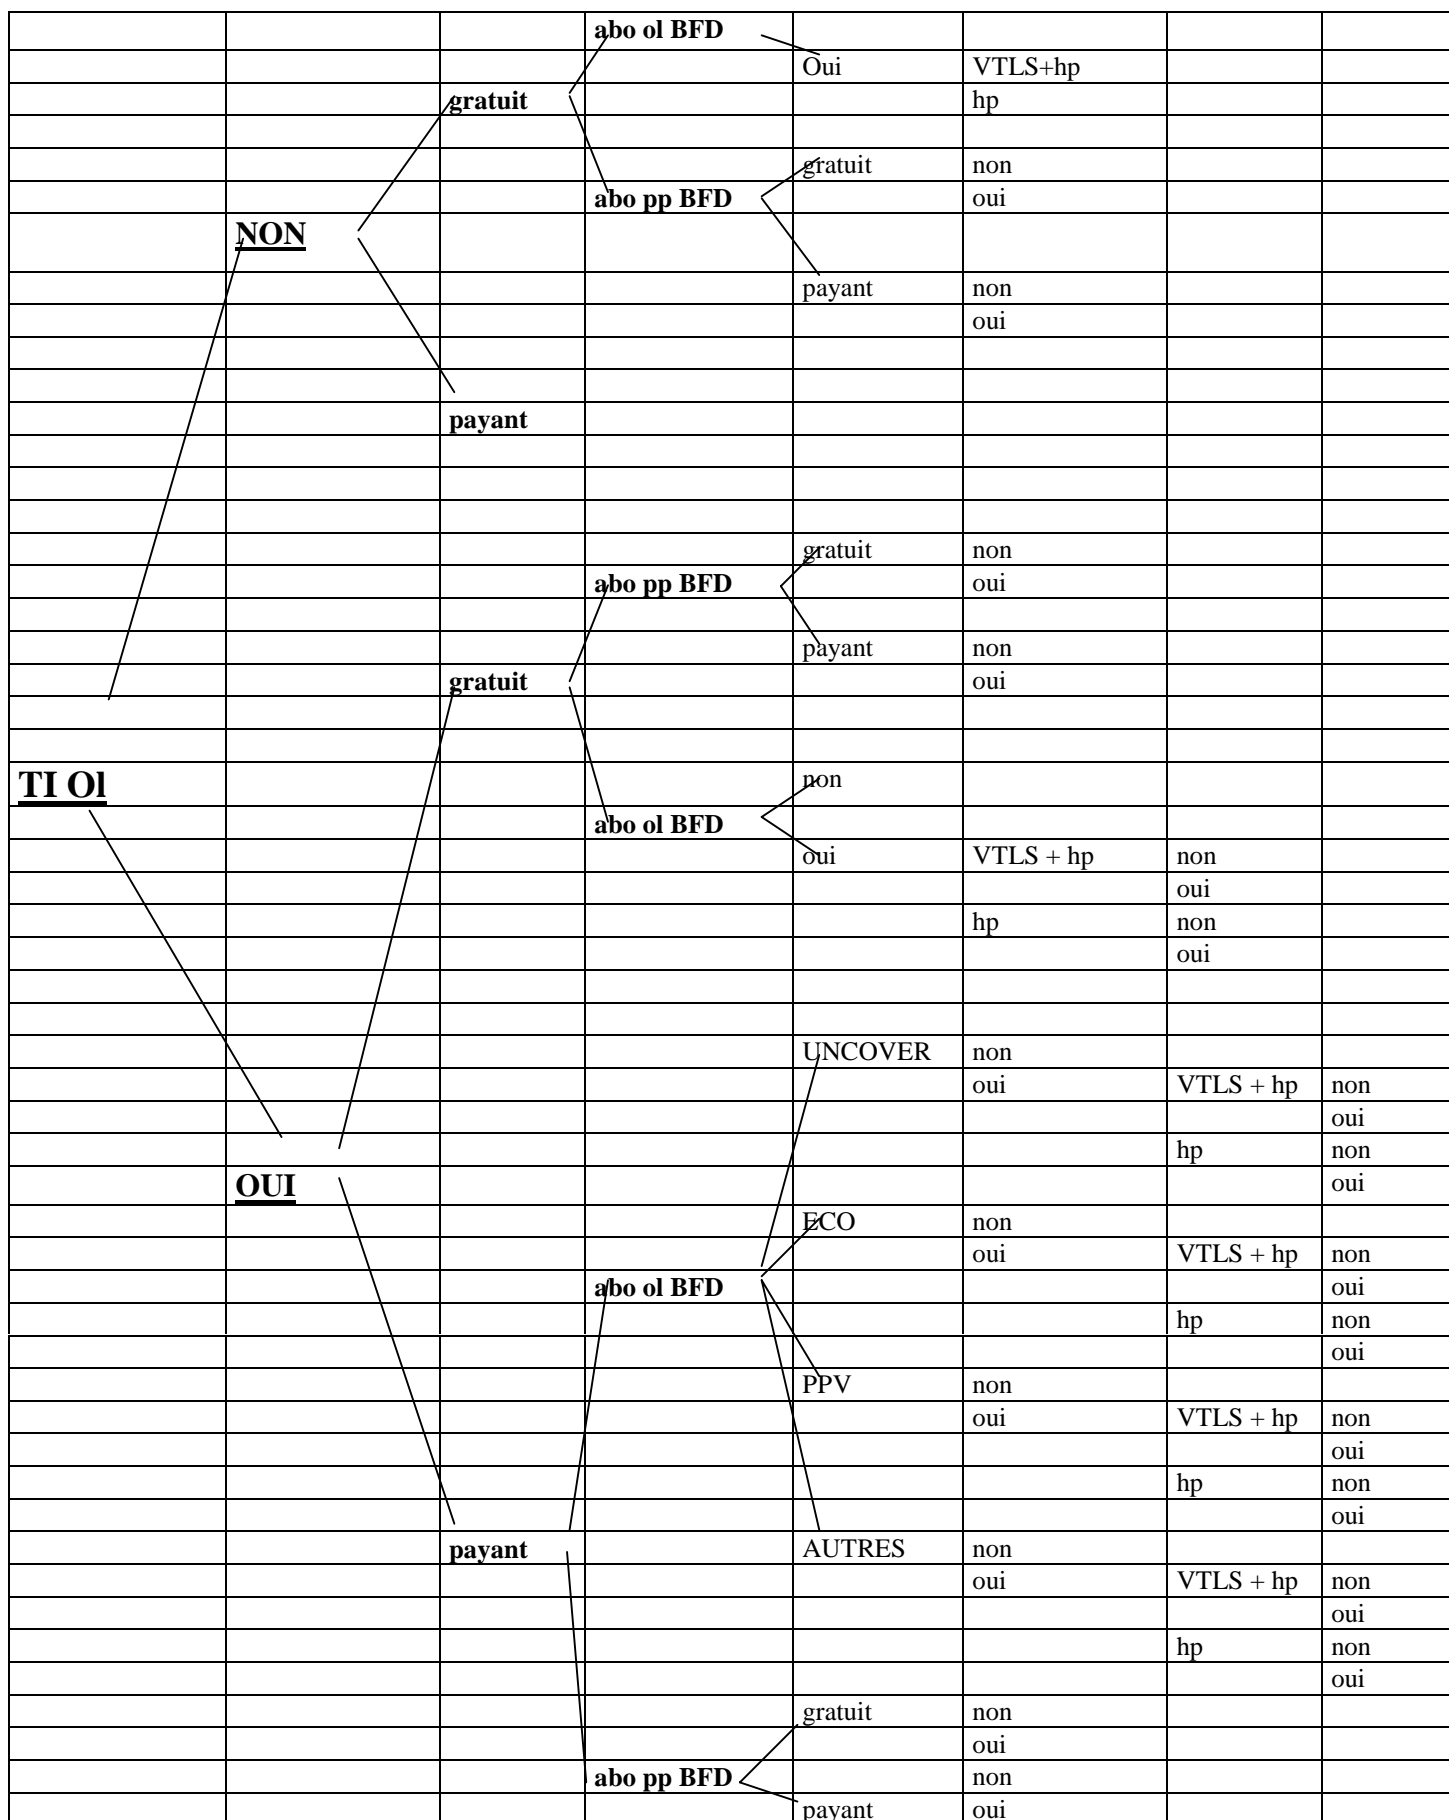 abo ol BFD
Oui VTLS+hp
gratuit hp
gratuit non
abo pp BFD oui
NON
payant non
oui
payant
gratuit non
abo pp BFD oui
payant non
gratuit oui
TI Ol non
abo ol BFD
oui VTLS + hp non
oui
hp non
oui
UNCOVER non
oui VTLS + hp non
oui
hp non
OUI oui
ECO non
oui VTLS + hp non
abo ol BFD oui
hp non
oui
PPV non
oui VTLS + hp non
oui
hp non
oui
payant AUTRES non
oui VTLS + hp non
oui
hp non
oui
gratuit non
oui
abo pp BFD non
payant oui